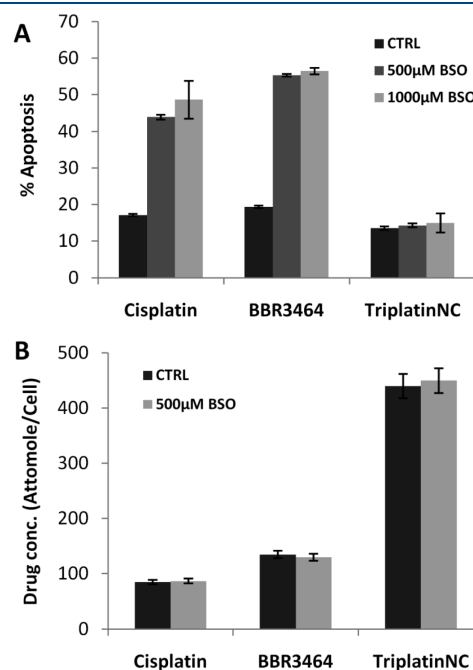 A
70
60
50
40
30
20
10
0
% Apoptosis
CTRL
500µM BSO
1000µM BSO
Cisplatin BBR3464 TriplatinNC
B
500
400
300
200
100
0
Drug conc. (Attomole/Cell)
CTRL
500µM BSO
Cisplatin BBR3464 TriplatinNC